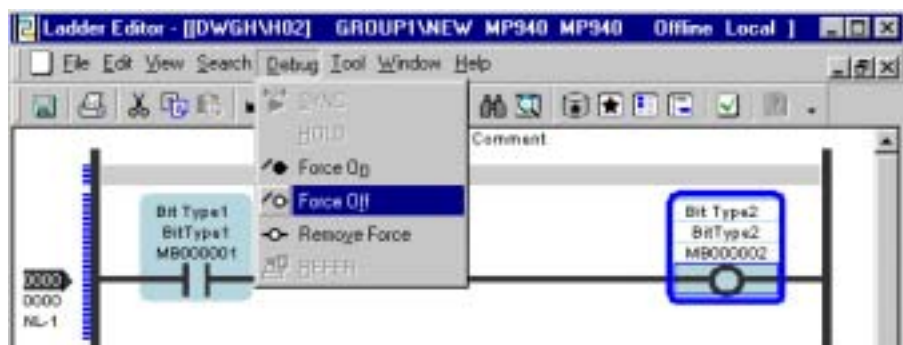 Ladder Editor - [[DWGH\H02] GROUP1\NEW MP940 MP940 Offline Local ]
File Edit View Search Debug Tool Window Help
SYNC
HOLD
Comment
Force On
Force Off
Remove Force
REFER
Bit Type1
BitType1
MB000001
Bit Type2
BitType2
MB000002
0000
0000
NL-1